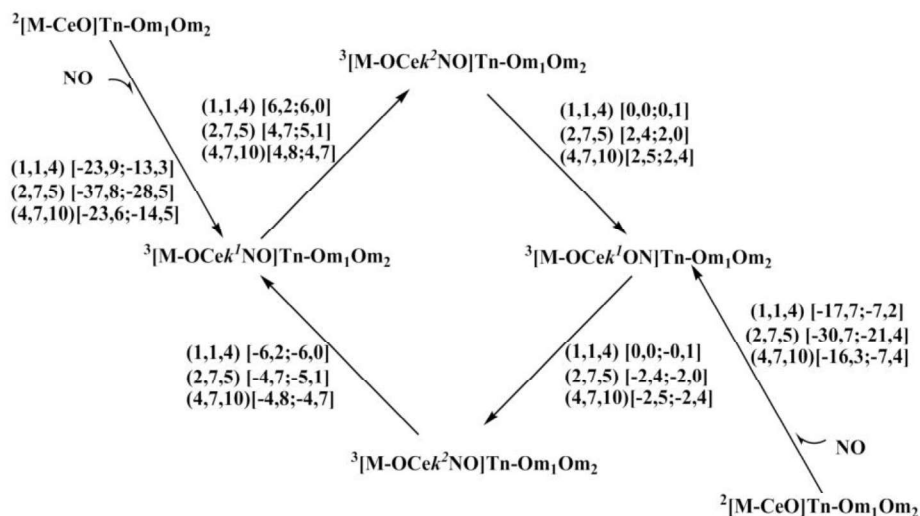 ²[M-CeO]Tn-Om₁Om₂
³[M-OCek²NO]Tn-Om₁Om₂
NO
(1,1,4) [6,2;6,0]
(2,7,5) [4,7;5,1]
(4,7,10)[4,8;4,7]
(1,1,4) [0,0;0,1]
(2,7,5) [2,4;2,0]
(4,7,10)[2,5;2,4]
(1,1,4) [-23,9;-13,3]
(2,7,5) [-37,8;-28,5]
(4,7,10)[-23,6;-14,5]
³[M-OCek¹NO]Tn-Om₁Om₂
³[M-OCek¹ON]Tn-Om₁Om₂
(1,1,4) [-6,2;-6,0]
(2,7,5) [-4,7;-5,1]
(4,7,10)[-4,8;-4,7]
(1,1,4) [0,0;-0,1]
(2,7,5) [-2,4;-2,0]
(4,7,10)[-2,5;-2,4]
(1,1,4) [-17,7;-7,2]
(2,7,5) [-30,7;-21,4]
(4,7,10)[-16,3;-7,4]
³[M-OCek²NO]Tn-Om₁Om₂
NO
²[M-CeO]Tn-Om₁Om₂